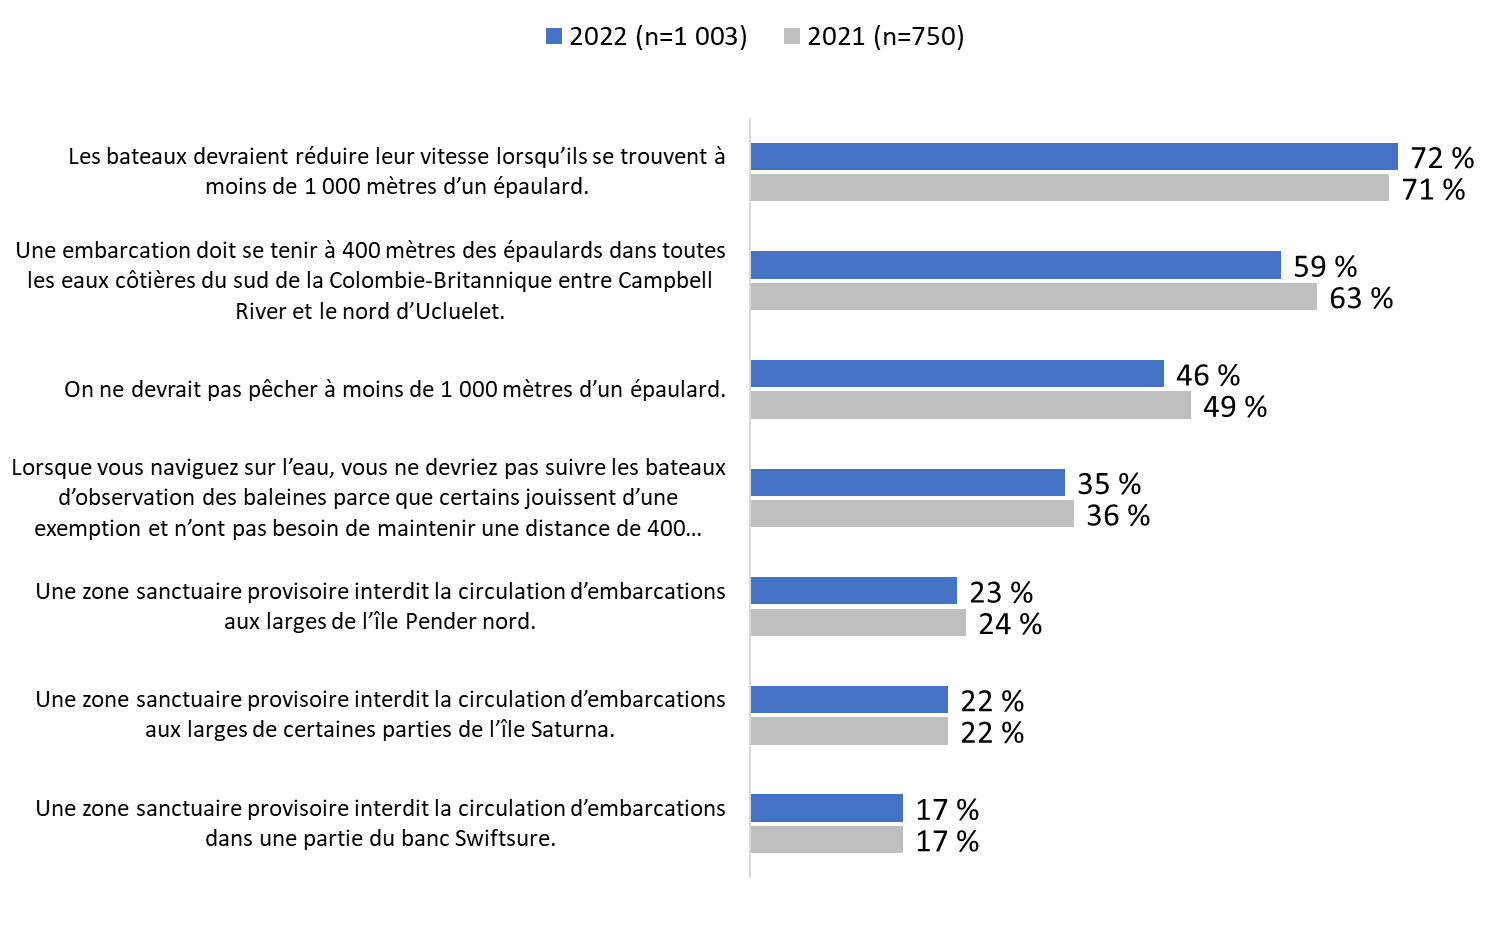 2022 (n=1 003) 2021 (n=750)
Les bateaux devraient réduire leur vitesse lorsqu’ils se trouvent à
moins de 1 000 mètres d’un épaulard.
72 %
71 %
Une embarcation doit se tenir à 400 mètres des épaulards dans toutes
les eaux côtières du sud de la Colombie-Britannique entre Campbell
River et le nord d’Ucluelet.
59 %
63 %
On ne devrait pas pêcher à moins de 1 000 mètres d’un épaulard.
46 %
49 %
Lorsque vous naviguez sur l’eau, vous ne devriez pas suivre les bateaux
d’observation des baleines parce que certains jouissent d’une
exemption et n’ont pas besoin de maintenir une distance de 400…
35 %
36 %
Une zone sanctuaire provisoire interdit la circulation d’embarcations
aux larges de l’île Pender nord.
23 %
24 %
Une zone sanctuaire provisoire interdit la circulation d’embarcations
aux larges de certaines parties de l’île Saturna.
22 %
22 %
Une zone sanctuaire provisoire interdit la circulation d’embarcations
dans une partie du banc Swiftsure.
17 %
17 %